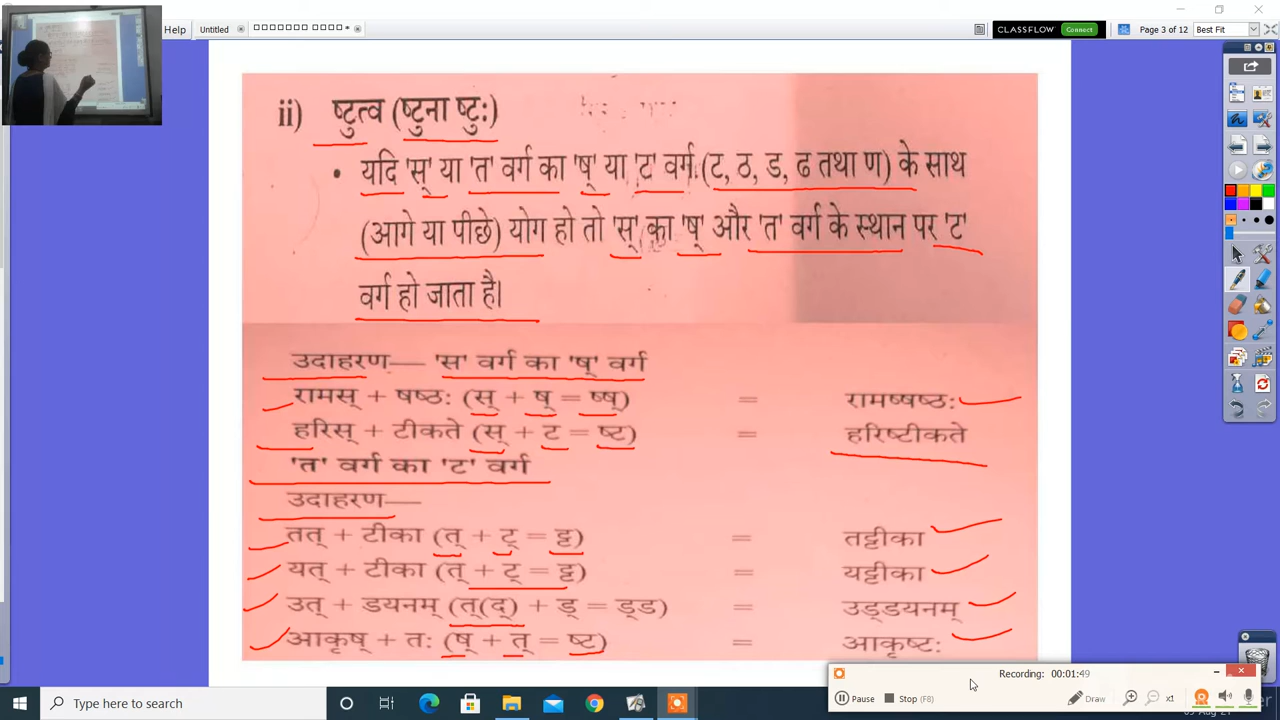 Help
Untitled
CLASSFLOW Connect
Page 3 of 12
Best Fit
ii) ष्टुत्व (ष्टुना ष्टुः)
• यदि 'स्' या 'त' वर्ग का 'ष्' या 'ट' वर्ग (ट, ठ, ड, ढ तथा ण) के साथ
(आगे या पीछे) योग हो तो 'स्' का 'ष्' और 'त' वर्ग के स्थान पर 'ट'
वर्ग हो जाता है।
उदाहरण— 'स' वर्ग का 'ष्' वर्ग
रामस् + षष्ठः (स् + ष् = ष्ष्) = रामष्षष्ठः
हरिस् + टीकते (स् + ट = ष्ट) = हरिष्टीकते
'त' वर्ग का 'ट' वर्ग
उदाहरण—
तत् + टीका (त् + ट् = ट्ट) = तट्टीका
यत् + टीका (त् + ट् = ट्ट) = यट्टीका
उत् + डयनम् (त्(द्) + ड् = ड्ड) = उड्डयनम्
आकृष् + तः (ष् + त् = ष्ट) = आकृष्टः
Recording: 00:01:49
Pause
Stop (F8)
Draw
x1
Type here to search